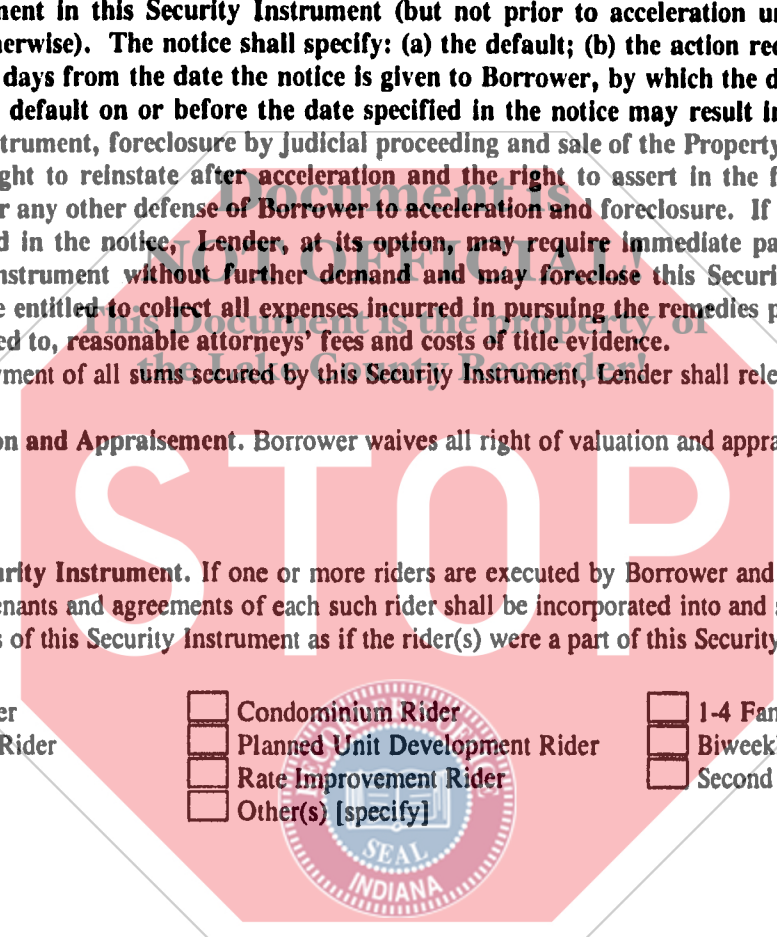 ment in this Security Instrument (but not prior to acceleration un
erwise). The notice shall specify: (a) the default; (b) the action rec
days from the date the notice is given to Borrower, by which the d
default on or before the date specified in the notice may result in
trument, foreclosure by judicial proceeding and sale of the Property
ght to reinstate after acceleration and the right to assert in the f
Document is
r any other defense of Borrower to acceleration and foreclosure. If
d in the notice, Lender, at its option, may require immediate pa
NOT OFFICIAL!
nstrument without further demand and may foreclose this Securi
e entitled to collect all expenses incurred in pursuing the remedies p
This Document is the property of
ed to, reasonable attorneys' fees and costs of title evidence.
the Lake County Recorder!
yment of all sums secured by this Security Instrument, Lender shall rele
on and Appraisement. Borrower waives all right of valuation and appra
STOP
urity Instrument. If one or more riders are executed by Borrower and
enants and agreements of each such rider shall be incorporated into and
s of this Security Instrument as if the rider(s) were a part of this Security
er Condominium Rider 1-4 Fam
Rider Planned Unit Development Rider Biweek
Rate Improvement Rider Second
Other(s) [specify]
SEAL
INDIANA